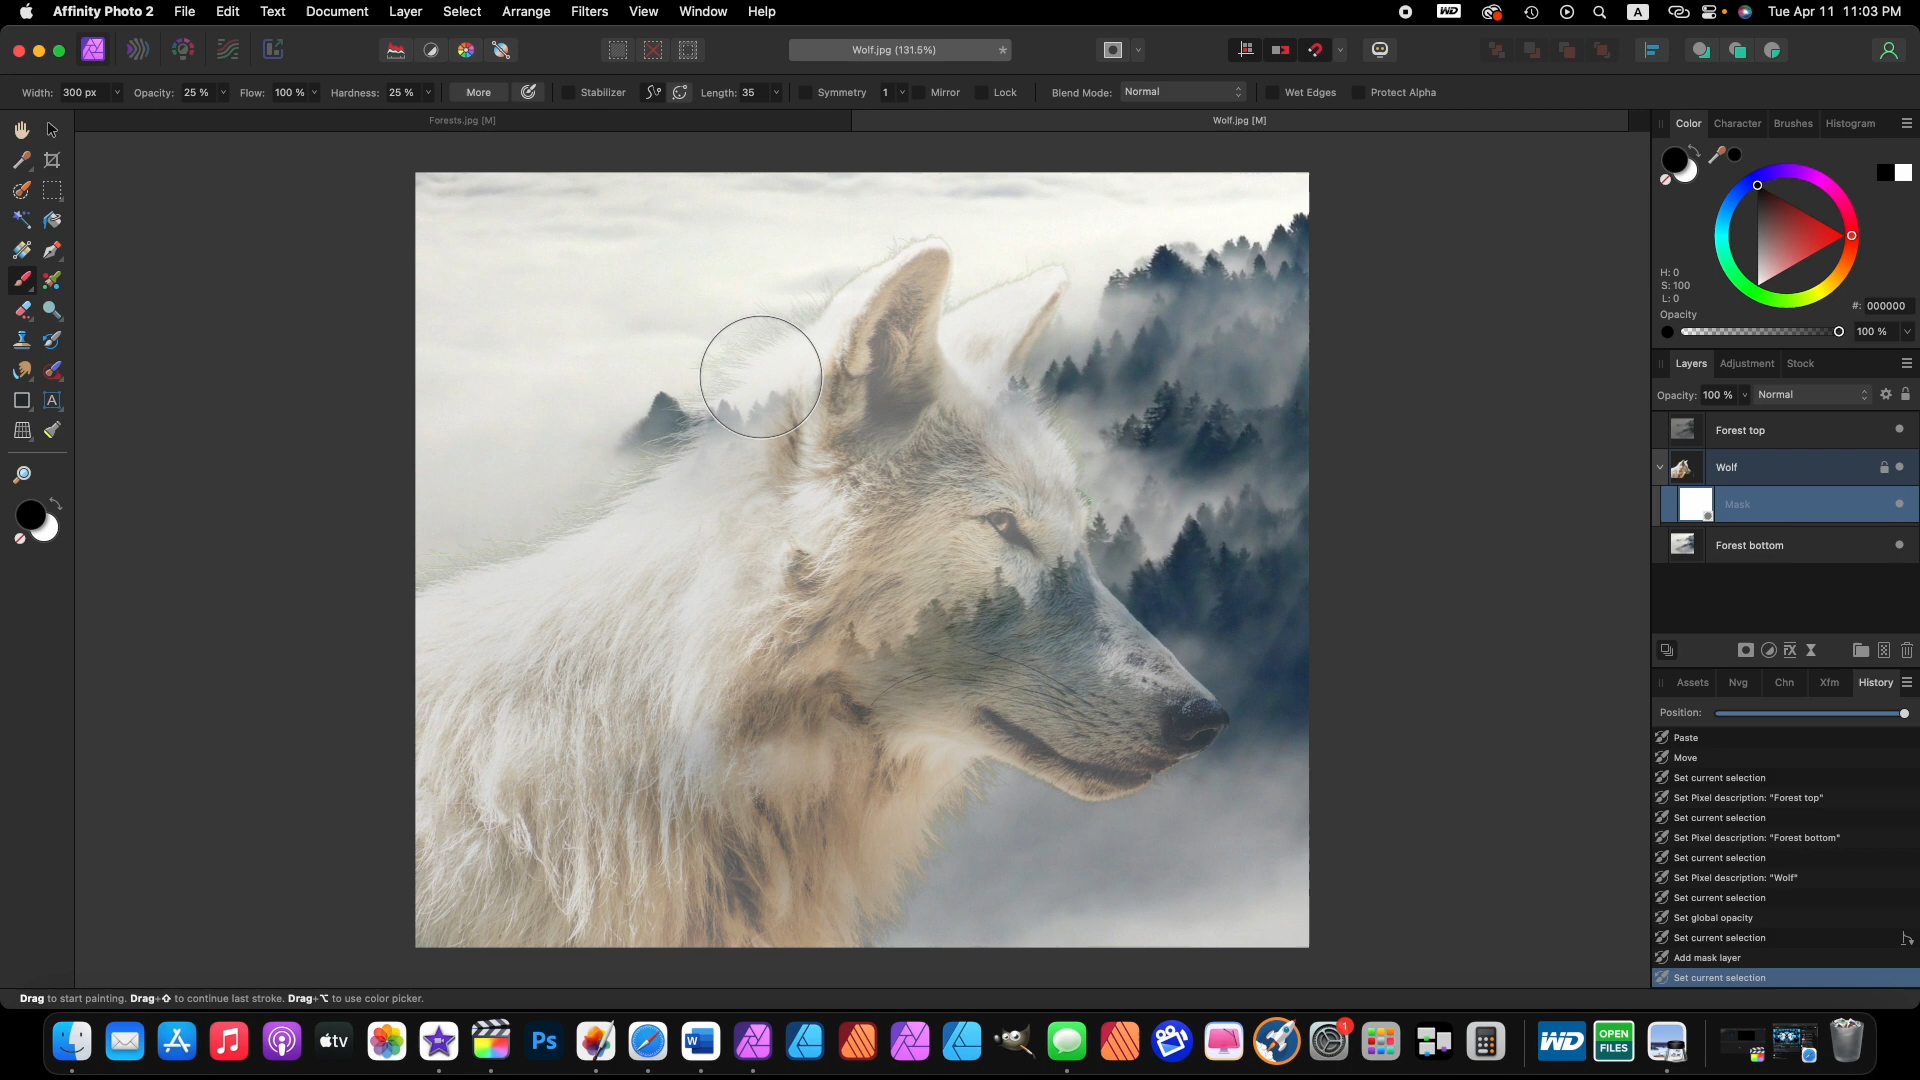 Affinity Photo 2 File Edit Text Document Layer Select Arrange Filters View Window Help
WD A Tue Apr 11 11:03 PM
Wolf.jpg (131.5%) *
Width: 300 px Opacity: 25 % Flow: 100 % Hardness: 25 % More Stabilizer Length: 35 Symmetry 1 Mirror Lock Blend Mode: Normal Wet Edges Protect Alpha
Forests.jpg [M] Wolf.jpg [M]
Color Character Brushes Histogram
H: 0
S: 100
L: 0
#: 000000
Opacity
100 %
Layers Adjustment Stock
Opacity: 100 % Normal
Forest top
Wolf
Mask
Forest bottom
Assets Nvg Chn Xfm History
Position:
Paste
Move
Set current selection
Set Pixel description: "Forest top"
Set current selection
Set Pixel description: "Forest bottom"
Set current selection
Set Pixel description: "Wolf"
Set current selection
Set global opacity
Set current selection
Add mask layer
Set current selection
Drag to start painting. Drag+⇧ to continue last stroke. Drag+⌥ to use color picker.
tv Ps W 1 WD OPEN FILES